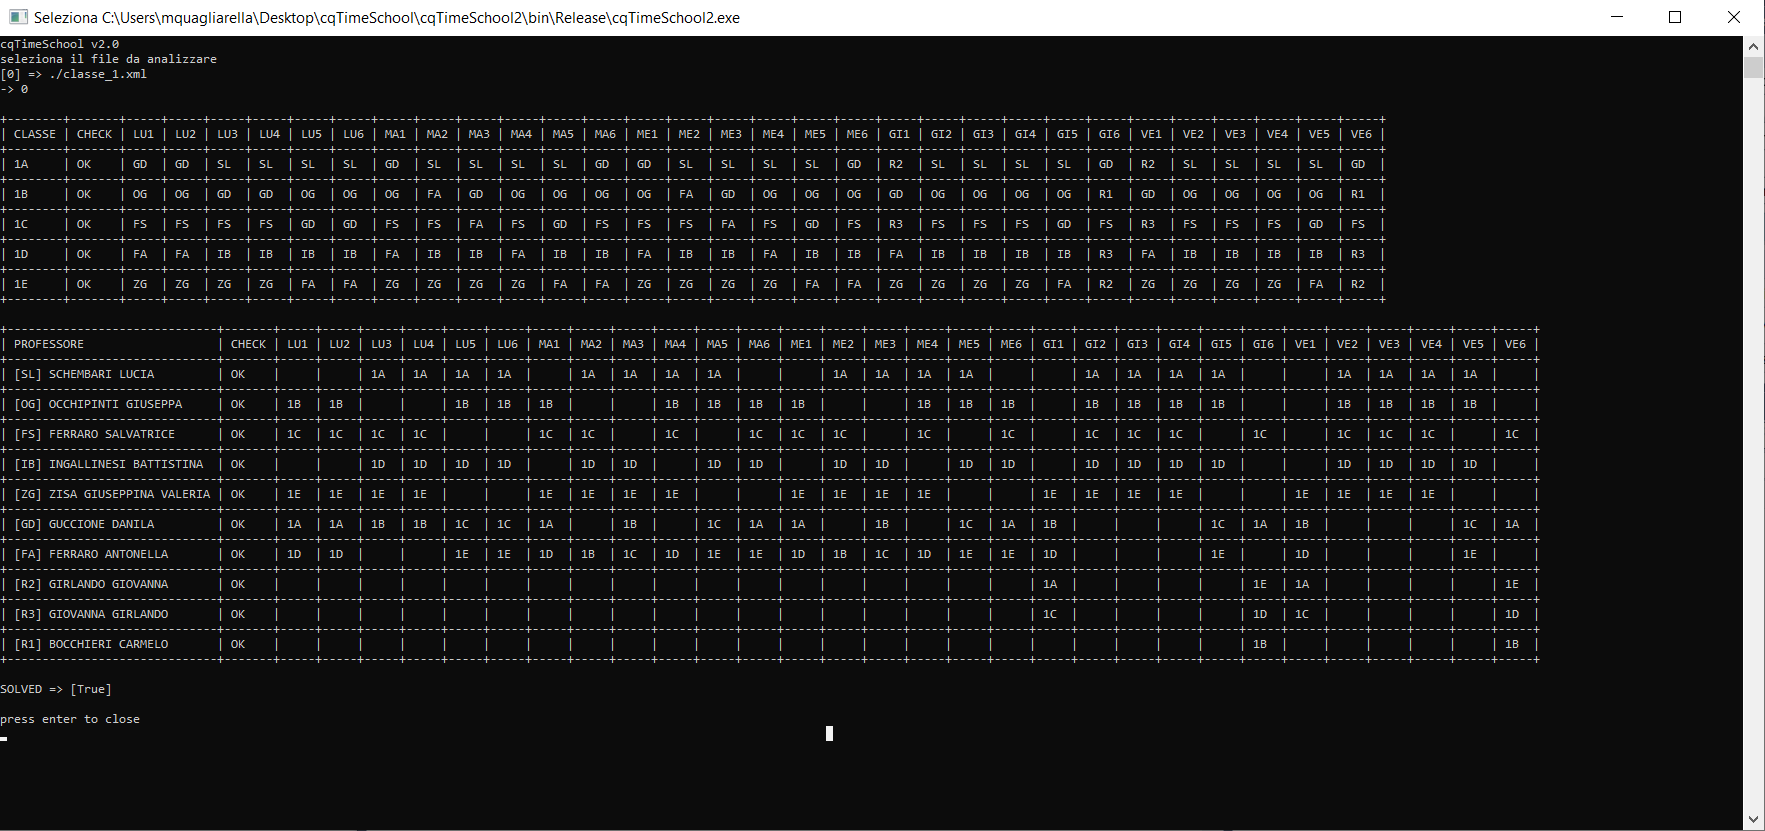 Seleziona C:\Users\mquagliarella\Desktop\cqTimeSchool\cqTimeSchool2\bin\Release\cqTimeSchool2.exe
cqTimeSchool v2.0
seleziona il file da analizzare
[0] => ./classe_1.xml
-> 0
| CLASSE | CHECK | LU1 | LU2 | LU3 | LU4 | LU5 | LU6 | MA1 | MA2 | MA3 | MA4 | MA5 | MA6 | ME1 | ME2 | ME3 | ME4 | ME5 | ME6 | GI1 | GI2 | GI3 | GI4 | GI5 | GI6 | VE1 | VE2 | VE3 | VE4 | VE5 | VE6 |
| 1A | OK | GD | GD | SL | SL | SL | SL | GD | SL | SL | SL | SL | GD | GD | SL | SL | SL | SL | GD | R2 | SL | SL | SL | SL | GD | R2 | SL | SL | SL | SL | GD |
| 1B | OK | OG | OG | GD | GD | OG | OG | OG | FA | GD | OG | OG | OG | OG | FA | GD | OG | OG | OG | GD | OG | OG | OG | OG | R1 | GD | OG | OG | OG | OG | R1 |
| 1C | OK | FS | FS | FS | FS | GD | GD | FS | FS | FA | FS | GD | FS | FS | FS | FA | FS | GD | FS | R3 | FS | FS | FS | GD | FS | R3 | FS | FS | FS | GD | FS |
| 1D | OK | FA | FA | IB | IB | IB | IB | FA | IB | IB | FA | IB | IB | FA | IB | IB | FA | IB | IB | FA | IB | IB | IB | IB | R3 | FA | IB | IB | IB | IB | R3 |
| 1E | OK | ZG | ZG | ZG | ZG | FA | FA | ZG | ZG | ZG | ZG | FA | FA | ZG | ZG | ZG | ZG | FA | FA | ZG | ZG | ZG | ZG | FA | R2 | ZG | ZG | ZG | ZG | FA | R2 |
| PROFESSORE | CHECK | LU1 | LU2 | LU3 | LU4 | LU5 | LU6 | MA1 | MA2 | MA3 | MA4 | MA5 | MA6 | ME1 | ME2 | ME3 | ME4 | ME5 | ME6 | GI1 | GI2 | GI3 | GI4 | GI5 | GI6 | VE1 | VE2 | VE3 | VE4 | VE5 | VE6 |
| [SL] SCHEMBARI LUCIA | OK | | | 1A | 1A | 1A | 1A | | 1A | 1A | 1A | 1A | | | 1A | 1A | 1A | 1A | | | 1A | 1A | 1A | 1A | | | 1A | 1A | 1A | 1A | |
| [OG] OCCHIPINTI GIUSEPPA | OK | 1B | 1B | | | 1B | 1B | 1B | | | 1B | 1B | 1B | 1B | | | 1B | 1B | 1B | | 1B | 1B | 1B | 1B | | | 1B | 1B | 1B | 1B | |
| [FS] FERRARO SALVATRICE | OK | 1C | 1C | 1C | 1C | | | 1C | 1C | | 1C | | 1C | 1C | 1C | | 1C | | 1C | | 1C | 1C | 1C | | 1C | | 1C | 1C | 1C | | 1C |
| [IB] INGALLINESI BATTISTINA | OK | | | 1D | 1D | 1D | 1D | | 1D | 1D | | 1D | 1D | | 1D | 1D | | 1D | 1D | | 1D | 1D | 1D | 1D | | | 1D | 1D | 1D | 1D | |
| [ZG] ZISA GIUSEPPINA VALERIA | OK | 1E | 1E | 1E | 1E | | | 1E | 1E | 1E | 1E | | | 1E | 1E | 1E | 1E | | | 1E | 1E | 1E | 1E | | | 1E | 1E | 1E | 1E | | |
| [GD] GUCCIONE DANILA | OK | 1A | 1A | 1B | 1B | 1C | 1C | 1A | | 1B | | 1C | 1A | 1A | | 1B | | 1C | 1A | 1B | | | | 1C | 1A | 1B | | | | 1C | 1A |
| [FA] FERRARO ANTONELLA | OK | 1D | 1D | | | 1E | 1E | 1D | 1B | 1C | 1D | 1E | 1E | 1D | 1B | 1C | 1D | 1E | 1E | 1D | | | | 1E | | 1D | | | | 1E | |
| [R2] GIRLANDO GIOVANNA | OK | | | | | | | | | | | | | | | | | | | 1A | | | | | 1E | 1A | | | | | 1E |
| [R3] GIOVANNA GIRLANDO | OK | | | | | | | | | | | | | | | | | | | 1C | | | | | 1D | 1C | | | | | 1D |
| [R1] BOCCHIERI CARMELO | OK | | | | | | | | | | | | | | | | | | | | | | | | 1B | | | | | | 1B |
SOLVED => [True]
press enter to close